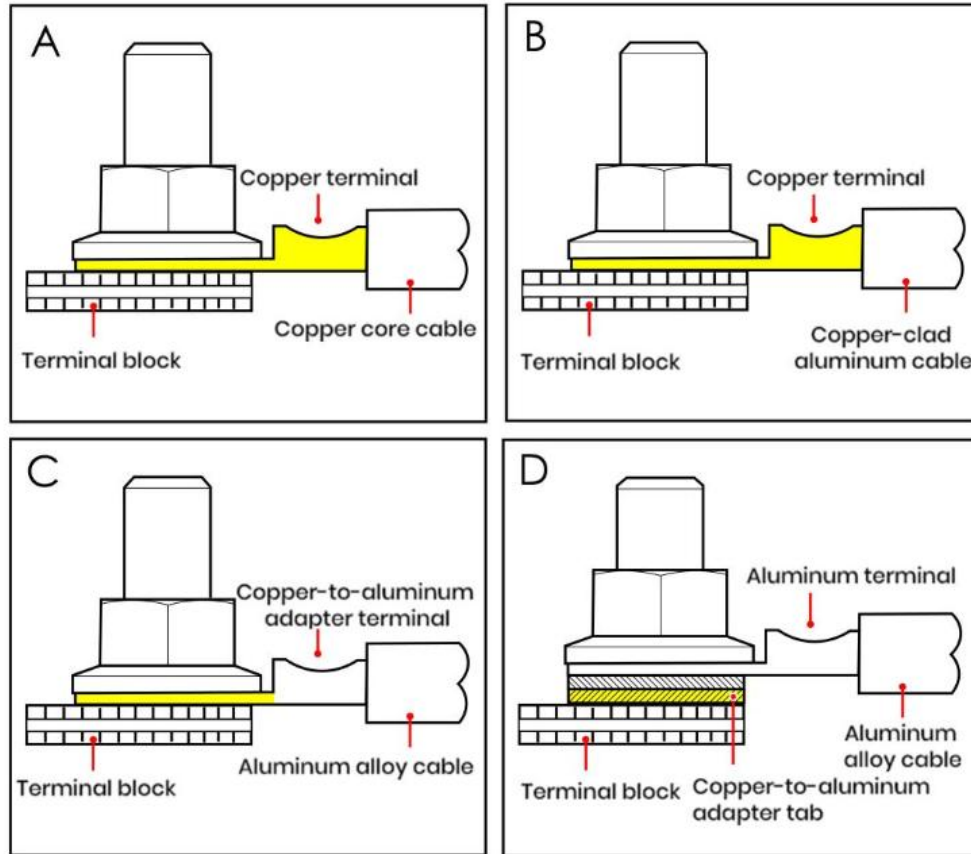 A
Copper terminal
Copper core cable
Terminal block
B
Copper terminal
Copper-clad
aluminum cable
Terminal block
C
Copper-to-aluminum
adapter terminal
Aluminum alloy cable
Terminal block
D
Aluminum terminal
Aluminum
alloy cable
Terminal block
Copper-to-aluminum
adapter tab